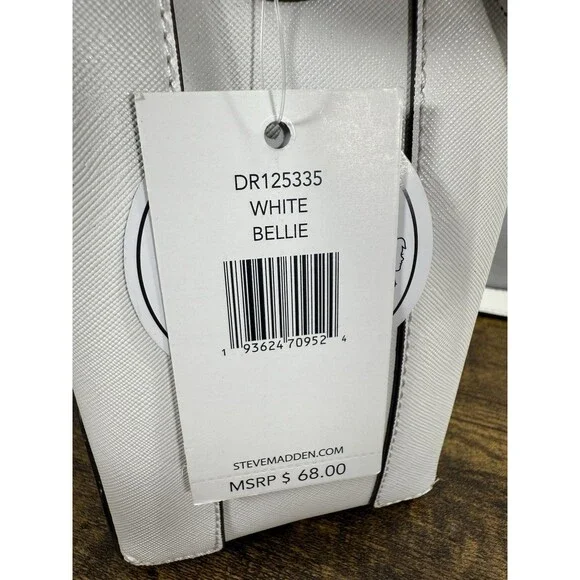 DR125335
WHITE
BELLIE
1 93624 70952 4
STEVEMADDEN.COM
MSRP $ 68.00